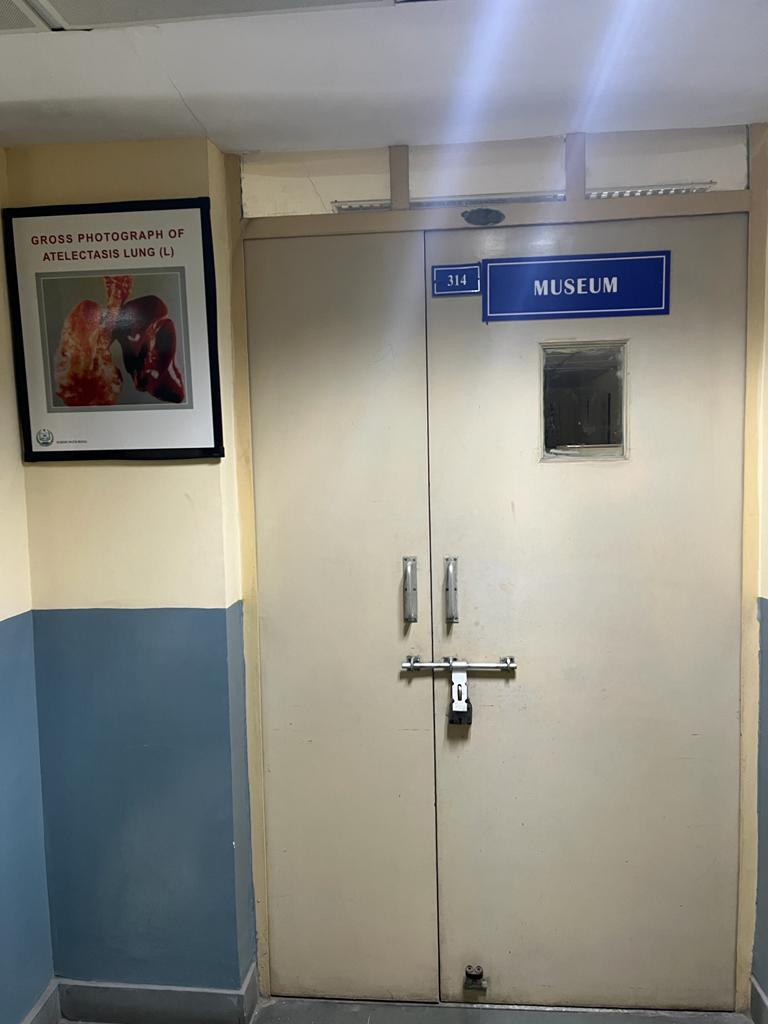 GROSS PHOTOGRAPH OF
ATELECTASIS LUNG (L)
314
MUSEUM